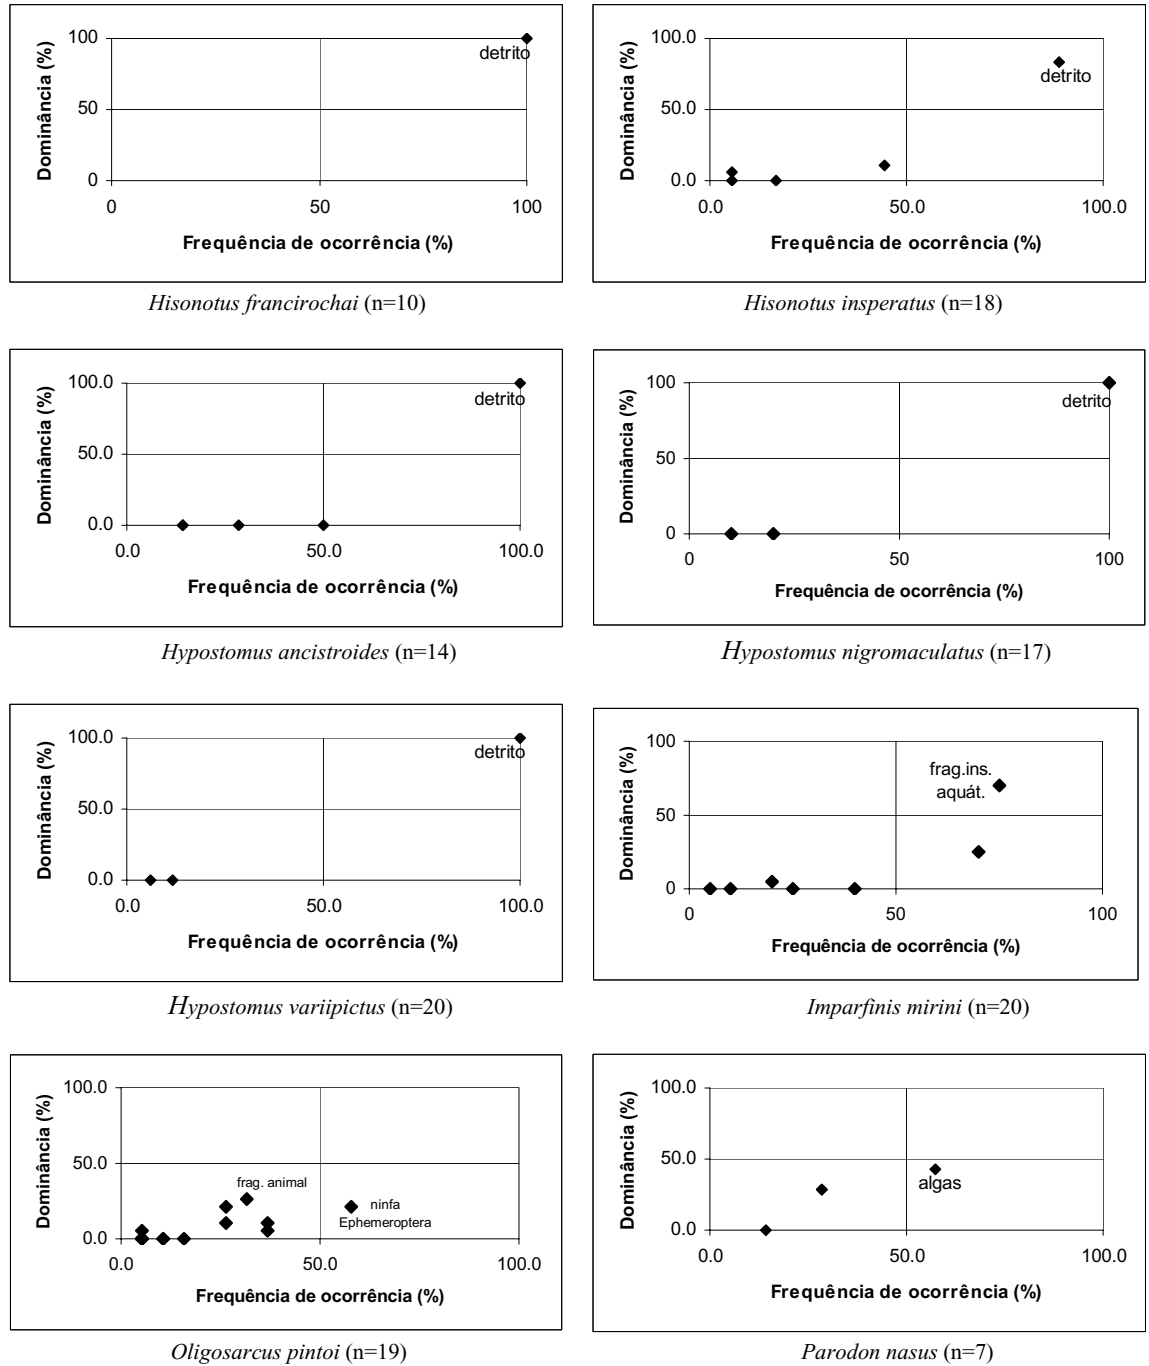 Dominância (%)
100
50
0
detrito
0
50
100
Frequência de ocorrência (%)
Hisonotus francirochai (n=10)
Dominância (%)
100.0
50.0
0.0
detrito
0.0
50.0
100.0
Frequência de ocorrência (%)
Hisonotus insperatus (n=18)
Dominância (%)
100.0
50.0
0.0
detrito
0.0
50.0
100.0
Frequência de ocorrência (%)
Hypostomus ancistroides (n=14)
Dominância (%)
100
50
0
detrito
0
50
100
Frequência de ocorrência (%)
Hypostomus nigromaculatus (n=17)
Dominância (%)
100.0
50.0
0.0
detrito
0.0
50.0
100.0
Frequência de ocorrência (%)
Hypostomus variipictus (n=20)
Dominância (%)
100
50
0
frag.ins.
aquát.
0
50
100
Frequência de ocorrência (%)
Imparfinis mirini (n=20)
Dominância (%)
100.0
50.0
0.0
frag. animal
ninfa
Ephemeroptera
0.0
50.0
100.0
Frequência de ocorrência (%)
Oligosarcus pintoi (n=19)
Dominância (%)
100.0
50.0
0.0
algas
0.0
50.0
100.0
Frequência de ocorrência (%)
Parodon nasus (n=7)